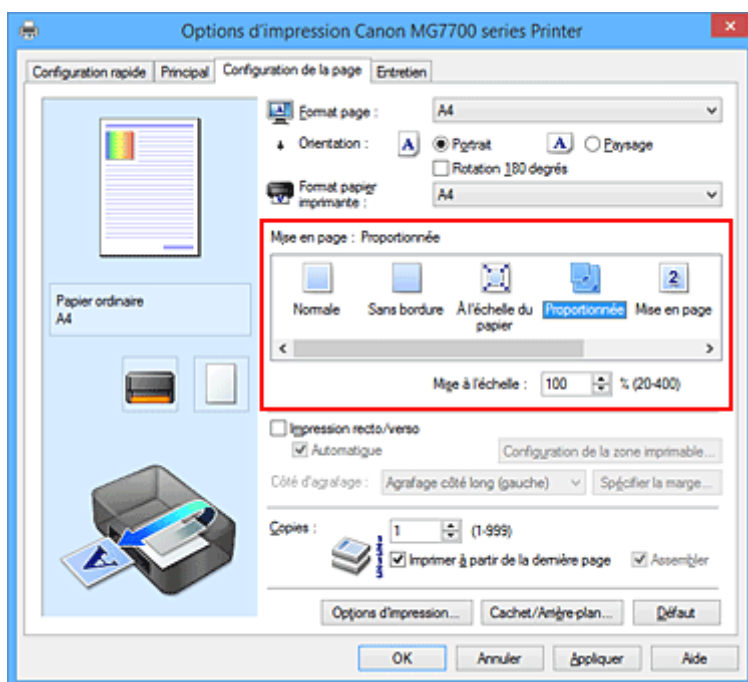 Options d'impression Canon MG7700 series Printer
Configuration rapide Principal Configuration de la page Entretien
Format page : A4
Orientation : A Portrait A Paysage
Rotation 180 degrés
Format papier imprimante : A4
Mise en page : Proportionnée
Normale Sans bordure À l'échelle du papier Proportionnée 2 Mise en page
Mise à l'échelle : 100 % (20-400)
Papier ordinaire
A4
Impression recto/verso
Automatique Configuration de la zone imprimable...
Côté d'agrafage : Agrafage côté long (gauche) Spécifier la marge...
Copies : 1 (1-999)
Imprimer à partir de la dernière page Assembler
Options d'impression... Cachet/Arrière-plan... Défaut
OK Annuler Appliquer Aide